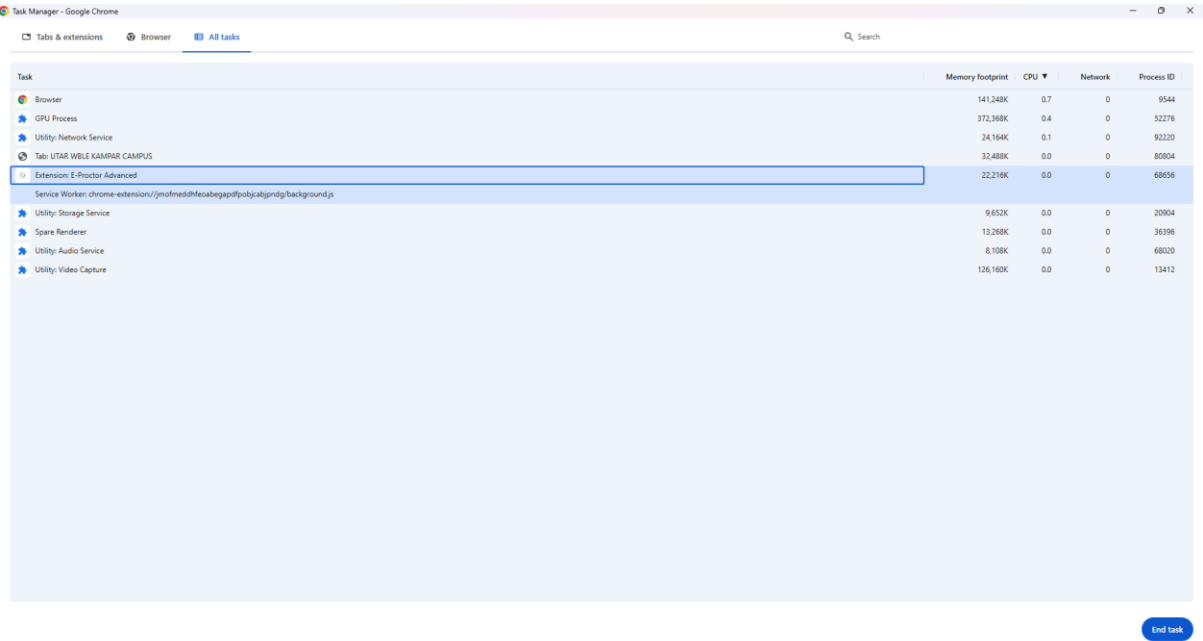 Task Manager - Google Chrome
Tabs & extensions Browser All tasks Search
Task Memory footprint CPU ▼ Network Process ID
Browser 141,248K 0.7 0 9544
GPU Process 372,368K 0.4 0 52276
Utility: Network Service 24,164K 0.1 0 92220
Tab: UTAR WBLE KAMPAR CAMPUS 32,488K 0.0 0 80804
Extension: E-Proctor Advanced 22,216K 0.0 0 68656
Service Worker: chrome-extension://jmofmeddhfeoabegapdfpobjcabjpndg/background.js
Utility: Storage Service 9,652K 0.0 0 20904
Spare Renderer 13,268K 0.0 0 36396
Utility: Audio Service 8,108K 0.0 0 68020
Utility: Video Capture 126,160K 0.0 0 13412
End task